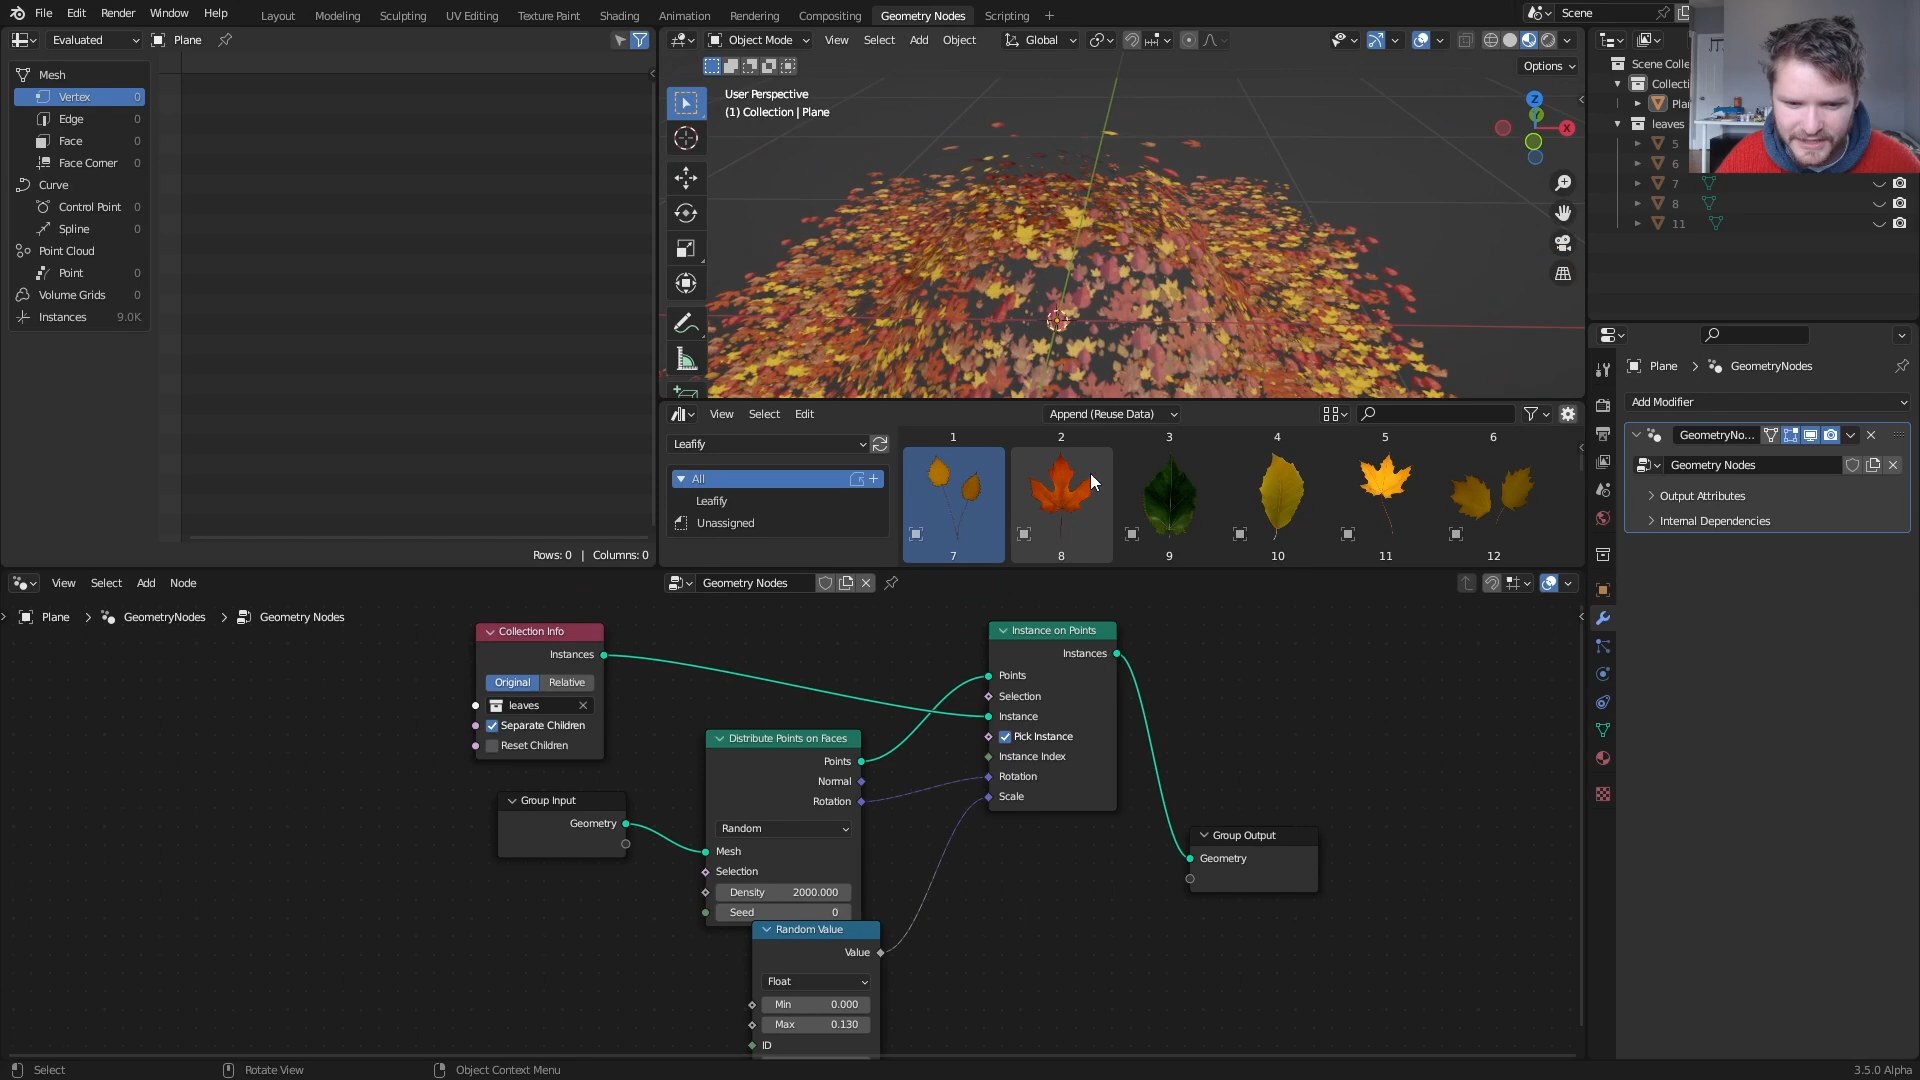 File Edit Render Window Help Layout Modeling Sculpting UV Editing Texture Paint Shading Animation Rendering Compositing Geometry Nodes Scripting + Scene
Evaluated Plane
Mesh
Vertex 0
Edge 0
Face 0
Face Corner 0
Curve
Control Point 0
Spline 0
Point Cloud
Point 0
Volume Grids 0
Instances 9.0K
Rows: 0 | Columns: 0
Object Mode View Select Add Object Global
Options
User Perspective
(1) Collection | Plane
Z
Y
X
View Select Edit Append (Reuse Data)
Leafify
All
Leafify
Unassigned
1 2 3 4 5 6
7 8 9 10 11 12
Scene Colle
Collecti
Plan
leaves
5
6
7
8
11
Plane > GeometryNodes
Add Modifier
GeometryNo...
Geometry Nodes
Output Attributes
Internal Dependencies
View Select Add Node Geometry Nodes
Plane > GeometryNodes > Geometry Nodes
Collection Info
Instances
Original Relative
leaves
Separate Children
Reset Children
Group Input
Geometry
Distribute Points on Faces
Points
Normal
Rotation
Random
Mesh
Selection
Density 2000.000
Seed 0
Random Value
Value
Float
Min 0.000
Max 0.130
ID
Instance on Points
Instances
Points
Selection
Instance
Pick Instance
Instance Index
Rotation
Scale
Group Output
Geometry
Select Rotate View Object Context Menu 3.5.0 Alpha